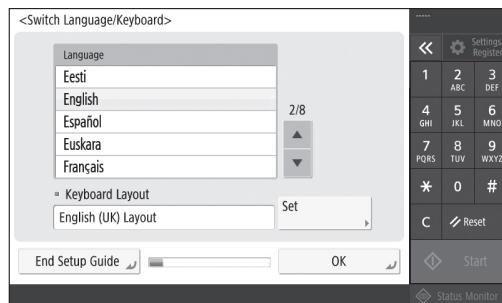 <Switch Language/Keyboard>
Language
Eesti
English
Español
Euskara
Français
2/8
Keyboard Layout
English (UK) Layout
Set
End Setup Guide
OK
-----
Settings/
Register
1
2
ABC
3
DEF
4
GHI
5
JKL
6
MNO
7
PQRS
8
TUV
9
WXYZ
*
0
#
C
Reset
Start
Status Monitor